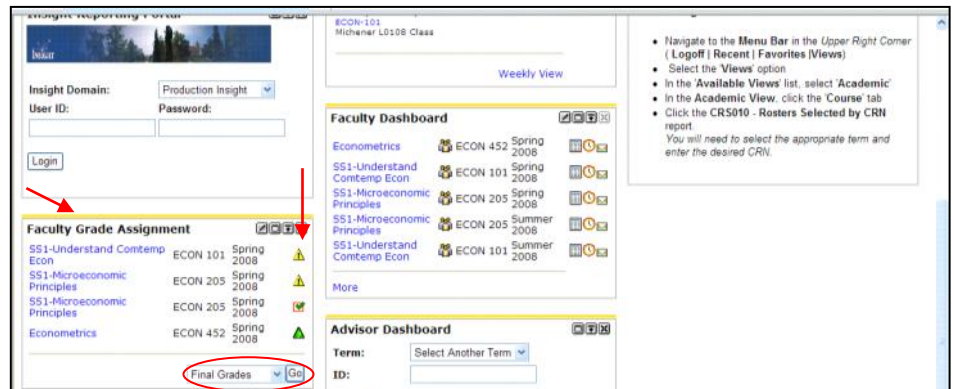 Insight Reporting Portal
Insight Domain:
Production Insight
User ID:
Password:
Login
Faculty Grade Assignment
SS1-Understand Comtemp Econ
ECON 101
Spring 2008
SS1-Microeconomic Principles
ECON 205
Spring 2008
SS1-Microeconomic Principles
ECON 205
Spring 2008
Econometrics
ECON 452
Spring 2008
Final Grades
Go
ECON-101
Michener L0108 Class
Weekly View
Faculty Dashboard
Econometrics
ECON 452
Spring 2008
SS1-Understand Comtemp Econ
ECON 101
Spring 2008
SS1-Microeconomic Principles
ECON 205
Spring 2008
SS1-Microeconomic Principles
ECON 205
Summer 2008
SS1-Understand Comtemp Econ
ECON 101
Summer 2008
More
Advisor Dashboard
Term:
Select Another Term
ID:
Navigate to the Menu Bar in the Upper Right Corner
( Logoff | Recent | Favorites |Views)
Select the 'Views' option
In the 'Available Views' list, select 'Academic'
In the Academic View, click the 'Course' tab
Click the CRS010 - Rosters Selected by CRN
report.
You will need to select the appropriate term and
enter the desired CRN.